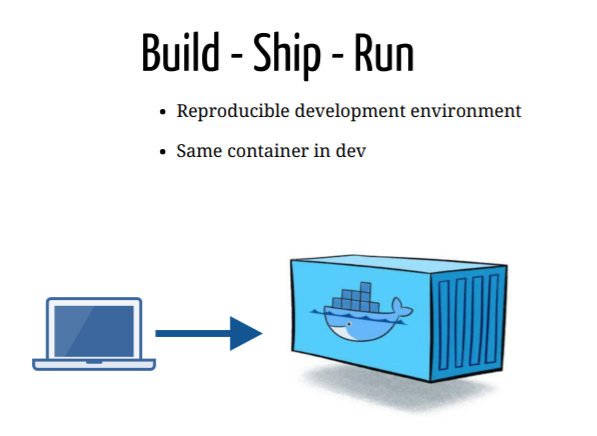 Build - Ship - Run
• Reproducible development environment
• Same container in dev